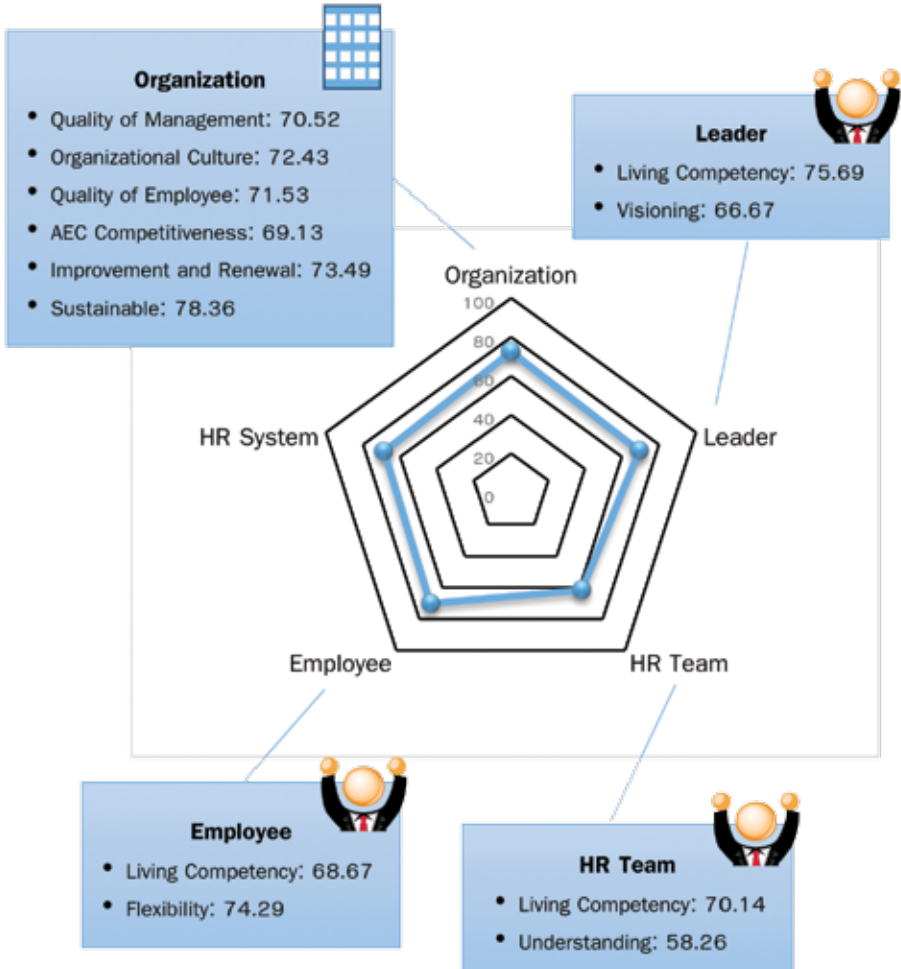 Organization
• Quality of Management: 70.52
• Organizational Culture: 72.43
• Quality of Employee: 71.53
• AEC Competitiveness: 69.13
• Improvement and Renewal: 73.49
• Sustainable: 78.36
Leader
• Living Competency: 75.69
• Visioning: 66.67
Organization
100
80
60
40
20
0
HR System
Leader
Employee
HR Team
Employee
• Living Competency: 68.67
• Flexibility: 74.29
HR Team
• Living Competency: 70.14
• Understanding: 58.26